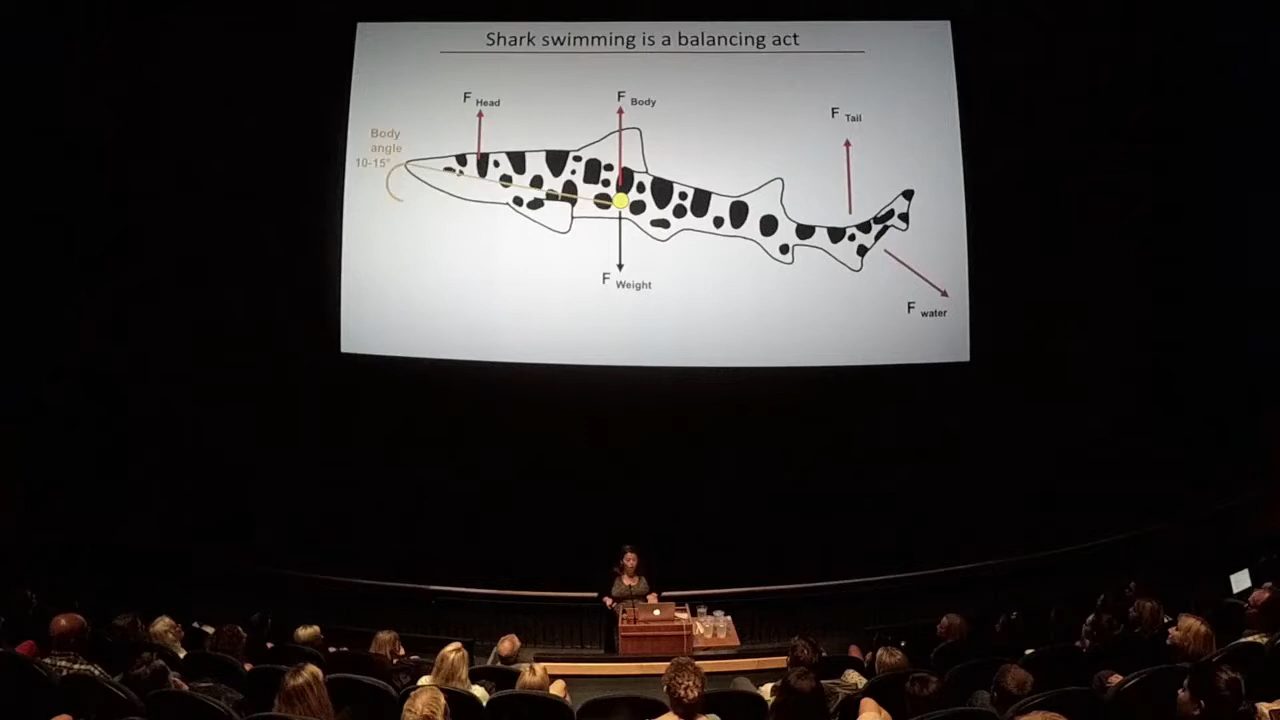 Shark swimming is a balancing act
F Head
F Body
F Tail
Body
angle
10-15°
F Weight
F water